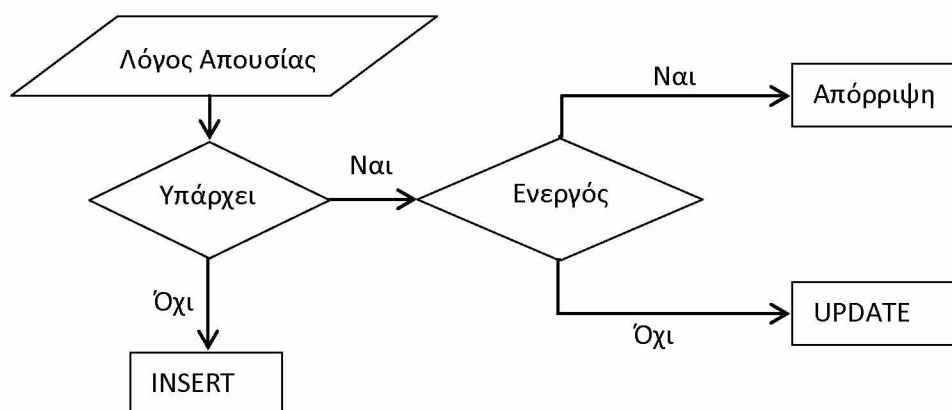 Λόγος Απουσίας
Ναι
Απόρριψη
Υπάρχει
Ναι
Ενεργός
Όχι
Όχι
UPDATE
INSERT